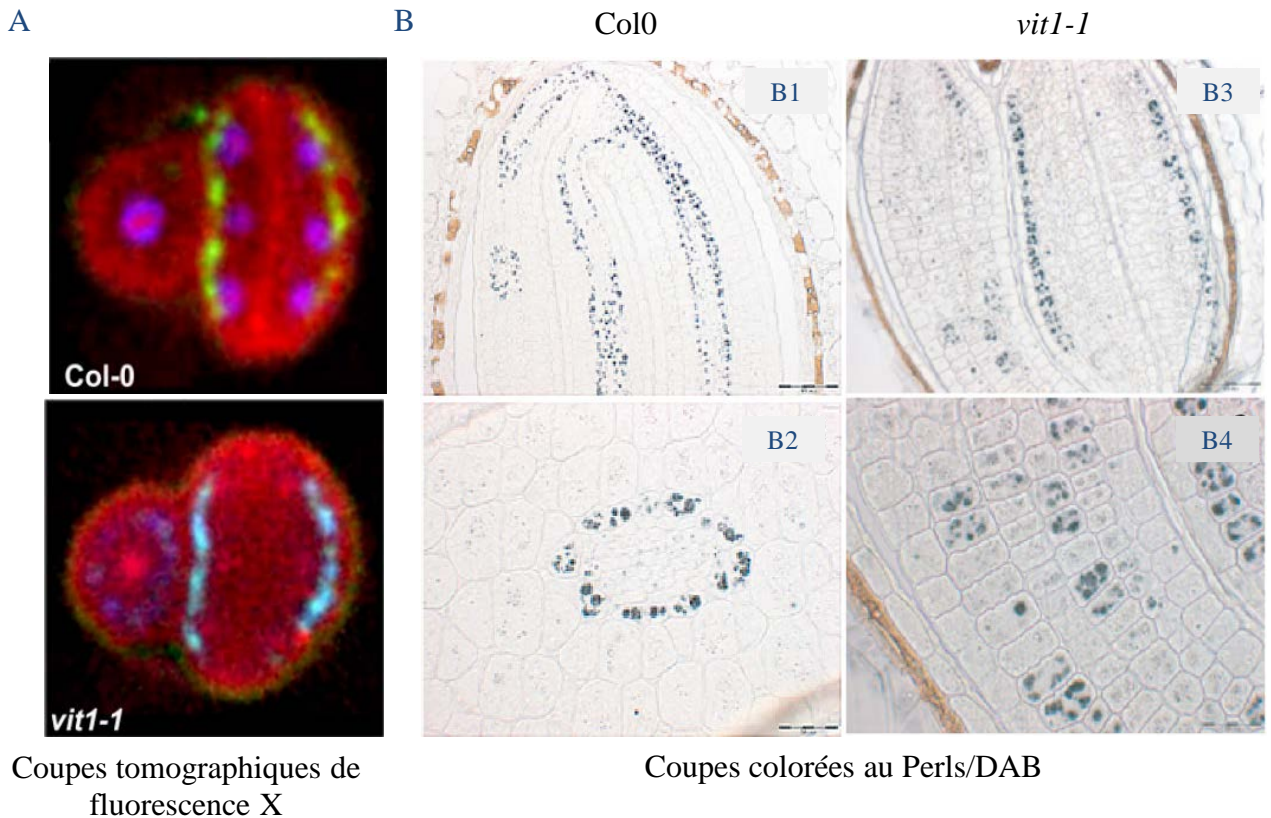 A
B
Col0
vit1-1
B1
B3
Col-0
B2
B4
vit1-1
Coupes tomographiques de
fluorescence X
Coupes colorées au Perls/DAB